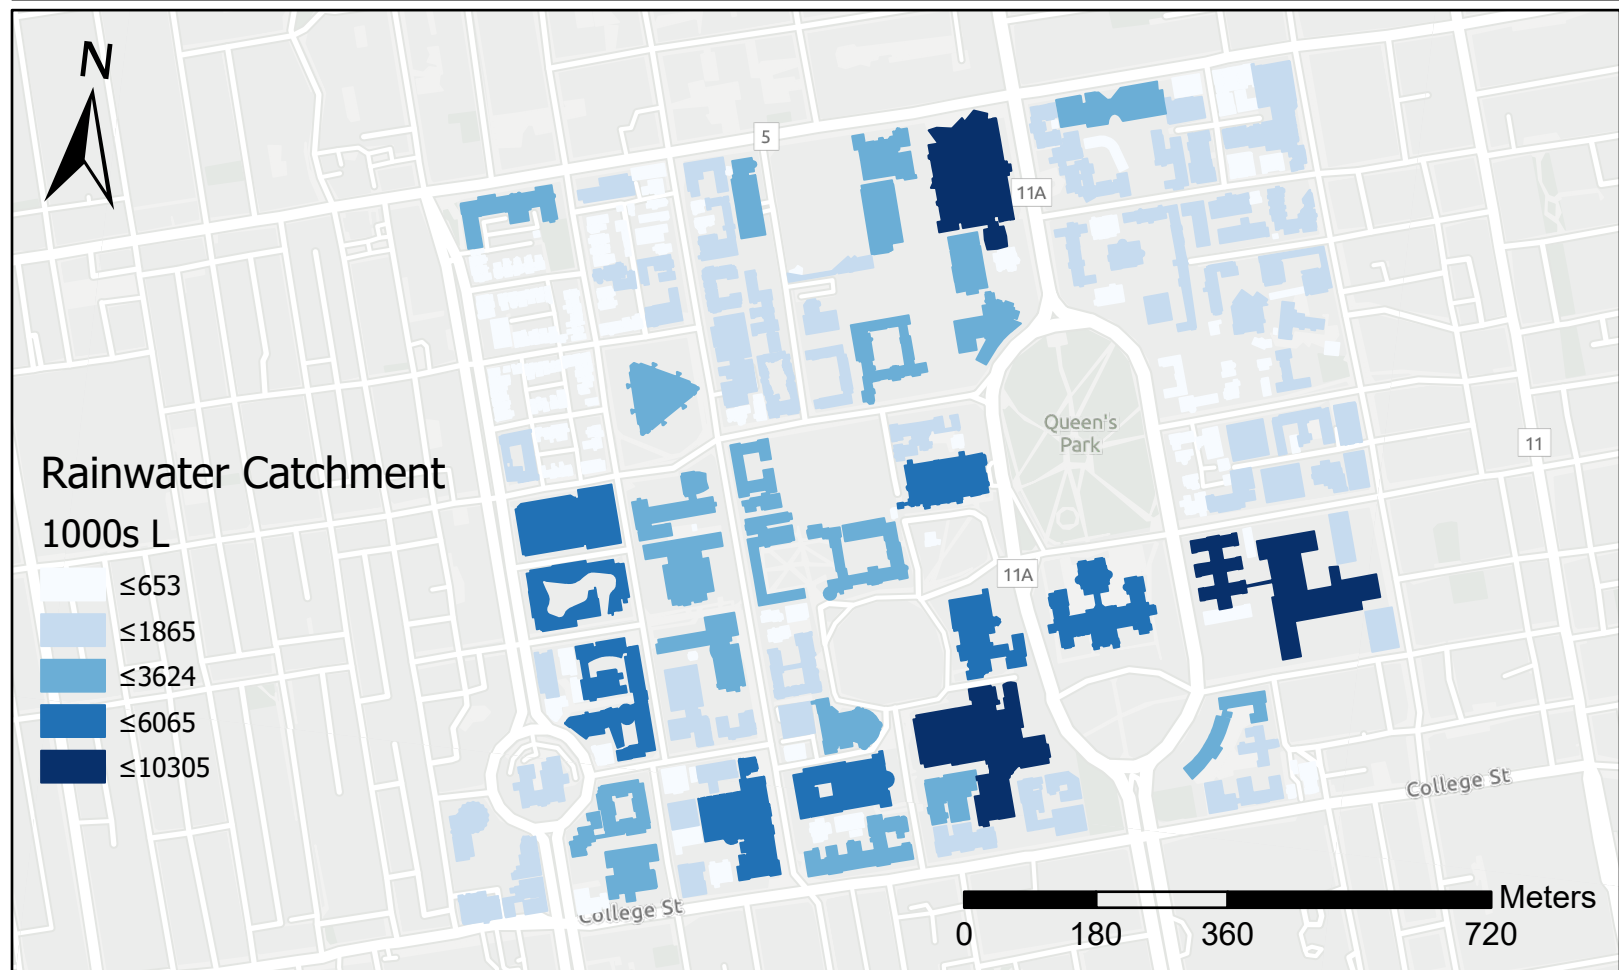 N
5
11A
Queen's
Park
11
Rainwater Catchment
1000s L
≤653
≤1865
≤3624
≤6065
≤10305
11A
College St
College St
Meters
0 180 360 720